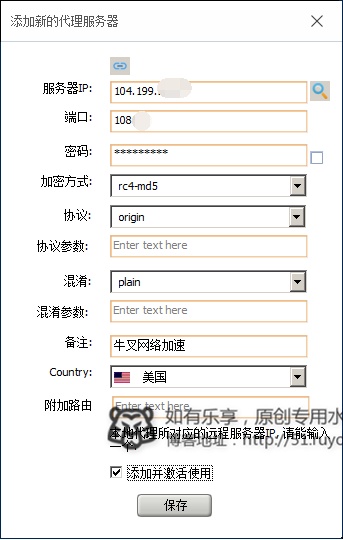 添加新的代理服务器
服务器IP: 104.199.
端口: 108
密码: *********
加密方式: rc4-md5
协议: origin
协议参数: Enter text here
混淆: plain
混淆参数: Enter text here
备注: 牛叉网络加速
Country: 美国
附加路由 Enter text here
如有乐享，原创专用水
本地代理所对应的远程服务器IP, 请能输入
一个
博客地址：http://51.ruyo
添加并激活使用
保存